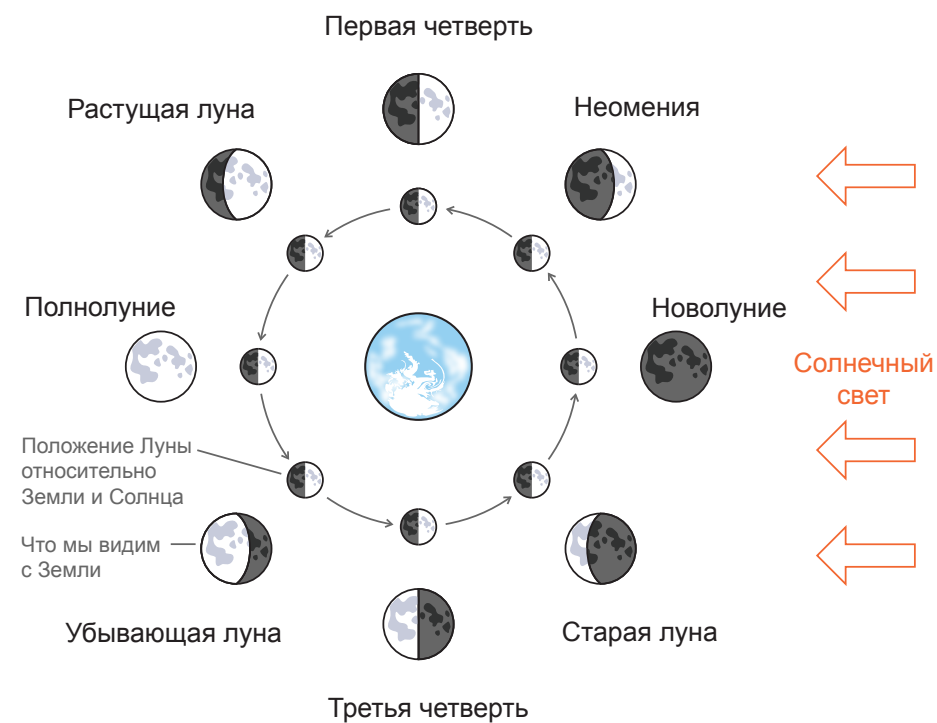 Первая четверть
Растущая луна
Неомения
Полнолуние
Новолуние
Солнечный
свет
Положение Луны
относительно
Земли и Солнца
Что мы видим
с Земли
Убывающая луна
Старая луна
Третья четверть